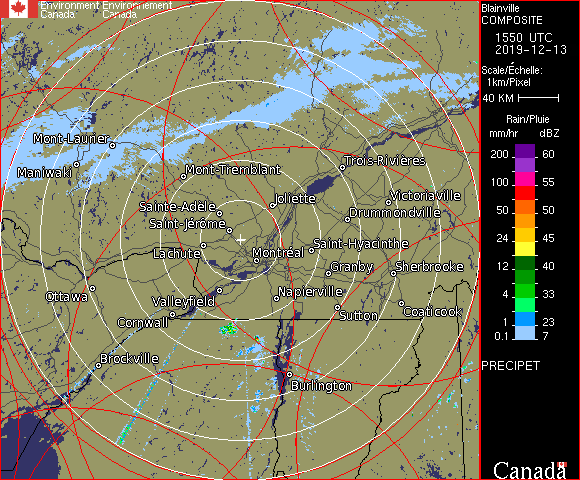 Environment Environnement
Canada Canada
Blainville
COMPOSITE
1550 UTC
2019-12-13
Scale/Échelle:
1km/Pixel
40 KM
Rain/Pluie
mm/hr dBZ
200 60
100 55
50 50
24 45
12 40
4 33
1 23
0.1 7
PRECIPET
Canada
Mont-Laurier
Maniwaki
Mont-Tremblant
Trois-Rivières
Joliette
Victoriaville
Sainte-Adèle
Drummondville
Saint-Jérôme
Saint-Hyacinthe
Lachute
Montréal
Granby
Sherbrooke
Ottawa
Valleyfield
Napierville
Cornwall
Sutton
Coaticook
Brockville
Burlington